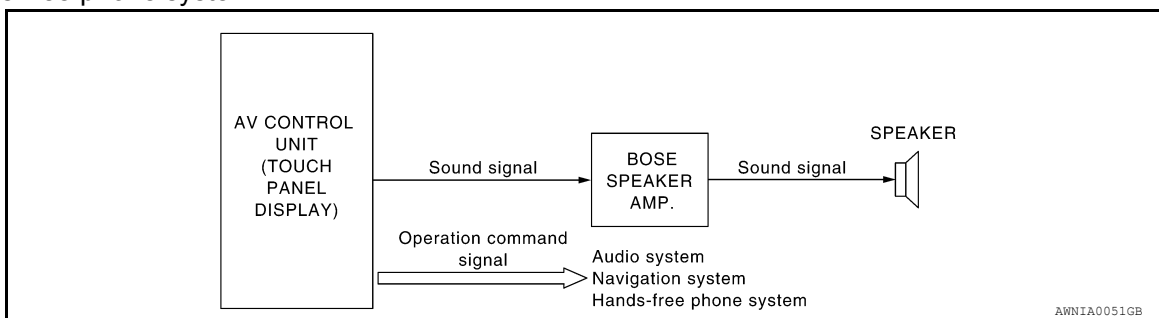 AV CONTROL
UNIT
(TOUCH
PANEL
DISPLAY)
Sound signal
BOSE
SPEAKER
AMP.
Sound signal
SPEAKER
Operation command
signal
Audio system
Navigation system
Hands-free phone system
AWNIA0051GB